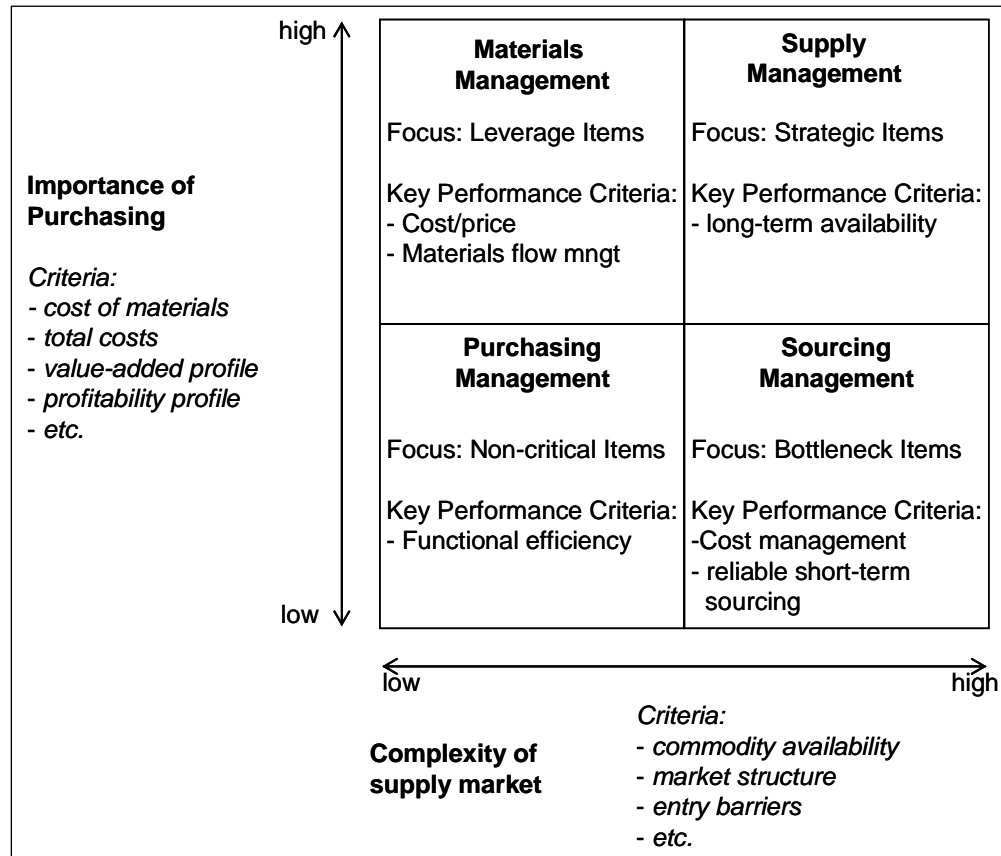 high
Materials
Management
Focus: Leverage Items
Key Performance Criteria:
- Cost/price
- Materials flow mngt
Supply
Management
Focus: Strategic Items
Key Performance Criteria:
- long-term availability
Importance of
Purchasing
Criteria:
- cost of materials
- total costs
- value-added profile
- profitability profile
- etc.
Purchasing
Management
Focus: Non-critical Items
Key Performance Criteria:
- Functional efficiency
Sourcing
Management
Focus: Bottleneck Items
Key Performance Criteria:
-Cost management
- reliable short-term
sourcing
low
low
high
Complexity of
supply market
Criteria:
- commodity availability
- market structure
- entry barriers
- etc.